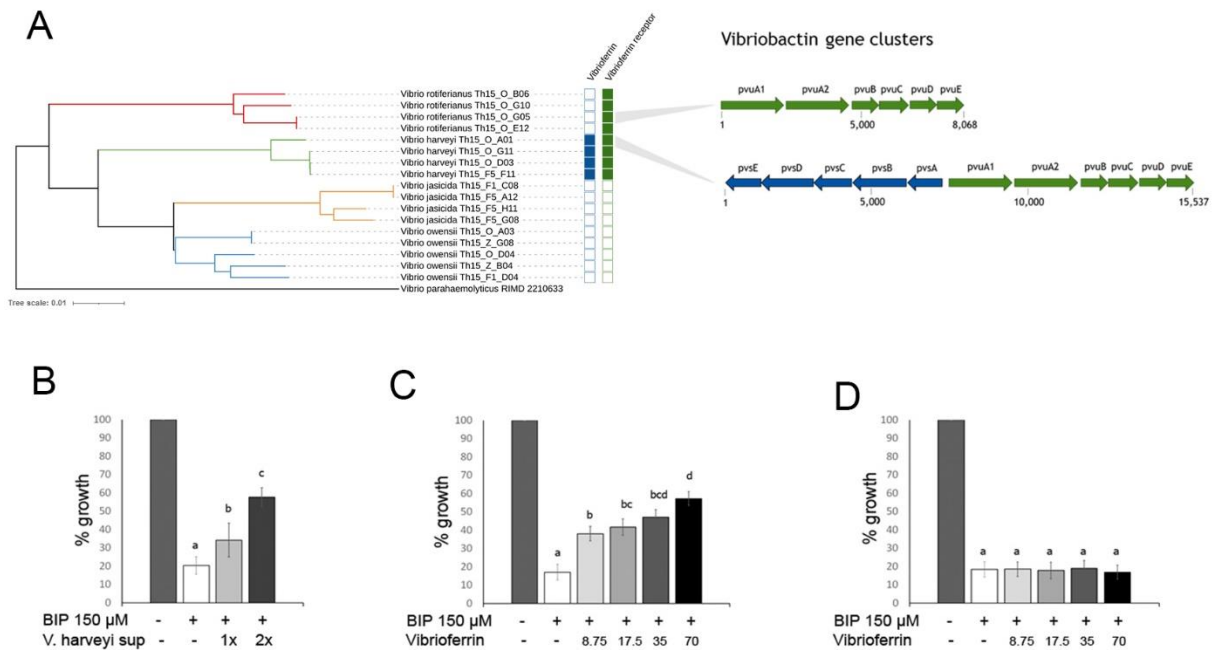 A
Vibrioferrin
Vibrioferrin receptor
Vibrio rotiferianus Th15_O_B06
Vibrio rotiferianus Th15_O_G10
Vibrio rotiferianus Th15_O_G05
Vibrio rotiferianus Th15_O_E12
Vibrio harveyi Th15_O_A01
Vibrio harveyi Th15_O_G11
Vibrio harveyi Th15_O_D03
Vibrio harveyi Th15_F5_F11
Vibrio jasicida Th15_F1_C08
Vibrio jasicida Th15_F5_A12
Vibrio jasicida Th15_F5_H11
Vibrio jasicida Th15_F5_G08
Vibrio owensii Th15_O_A03
Vibrio owensii Th15_Z_G08
Vibrio owensii Th15_O_D04
Vibrio owensii Th15_Z_B04
Vibrio owensii Th15_F1_D04
Vibrio parahaemolyticus RIMD 2210633
Tree scale: 0.01
Vibriobactin gene clusters
pvuA1 pvuA2 pvuB pvuC pvuD pvuE
1 5,000 8,068
pvsE pvsD pvsC pvsB pvsA pvuA1 pvuA2 pvuB pvuC pvuD pvuE
1 5,000 10,000 15,537
B
% growth
100
90
80
70
60
50
40
30
20
10
0
a b c
BIP 150 µM - + + +
V. harveyi sup - - 1x 2x
C
% growth
100
90
80
70
60
50
40
30
20
10
0
a b bc bcd d
BIP 150 µM - + + + + +
Vibrioferrin - - 8.75 17.5 35 70
D
% growth
100
90
80
70
60
50
40
30
20
10
0
a a a a a
BIP 150 µM - + + + + +
Vibrioferrin - - 8.75 17.5 35 70